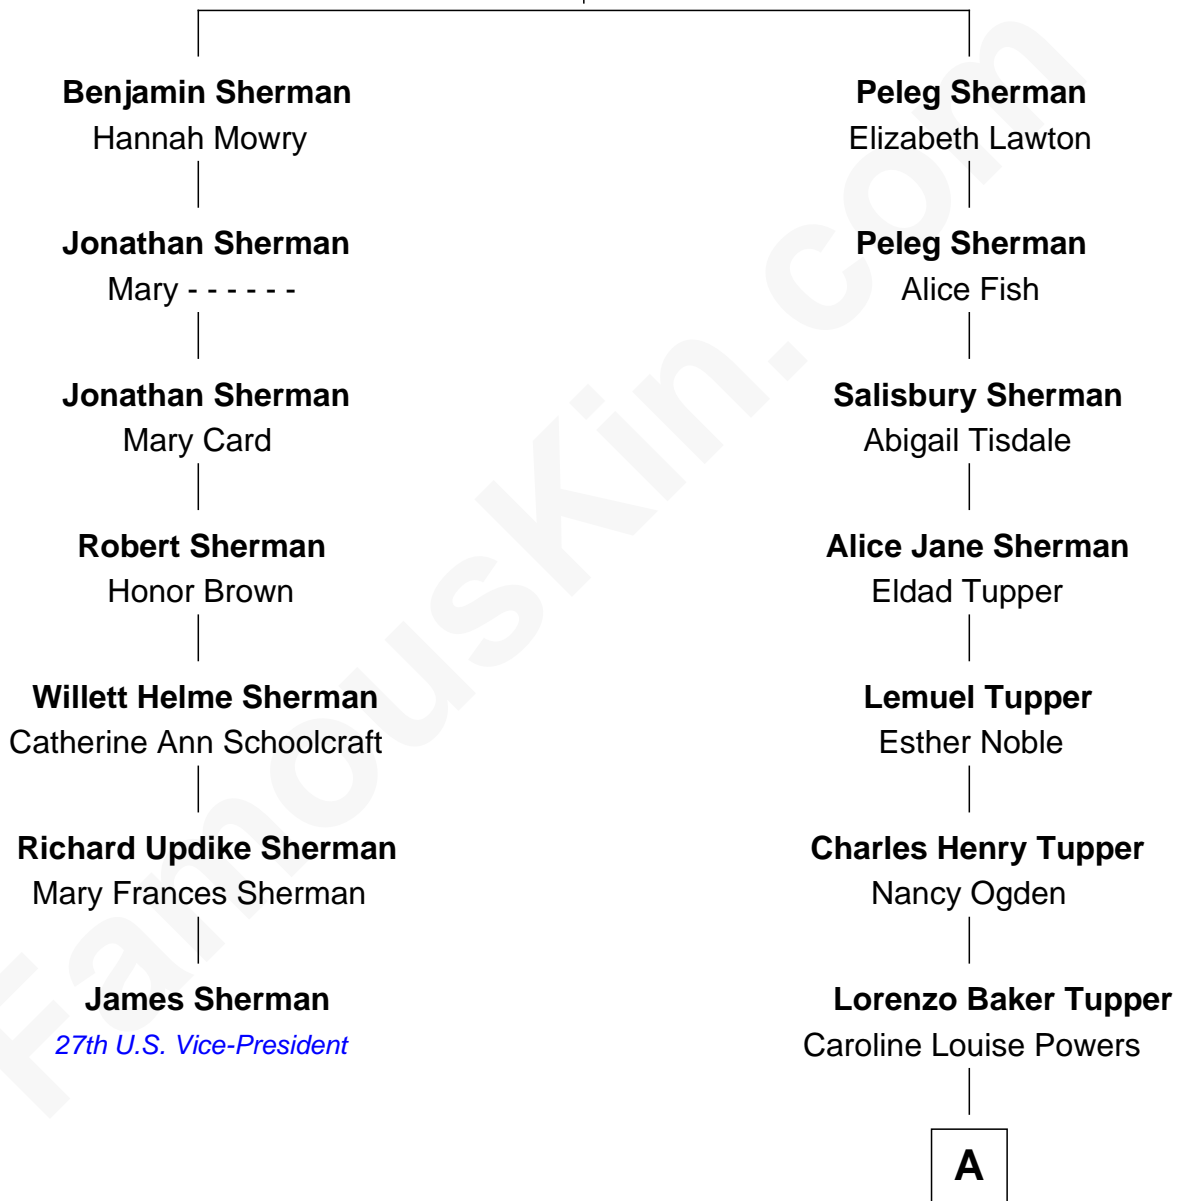 Benjamin Sherman
Hannah Mowry
Jonathan Sherman
Mary - - - - - -
Jonathan Sherman
Mary Card
Robert Sherman
Honor Brown
Willett Helme Sherman
Catherine Ann Schoolcraft
Richard Updike Sherman
Mary Frances Sherman
James Sherman
27th U.S. Vice-President
Peleg Sherman
Elizabeth Lawton
Peleg Sherman
Alice Fish
Salisbury Sherman
Abigail Tisdale
Alice Jane Sherman
Eldad Tupper
Lemuel Tupper
Esther Noble
Charles Henry Tupper
Nancy Ogden
Lorenzo Baker Tupper
Caroline Louise Powers
A
FamousKin.com